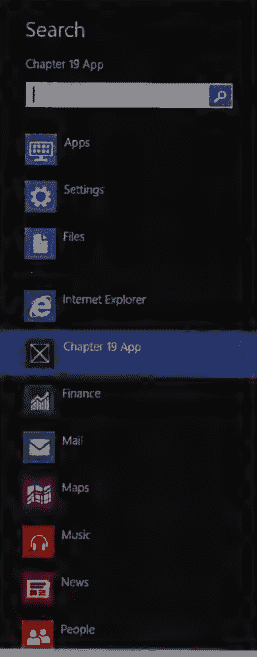 Search
Chapter 19 App
Apps
Settings
Files
Internet Explorer
Chapter 19 App
Finance
Mail
Maps
Music
News
People